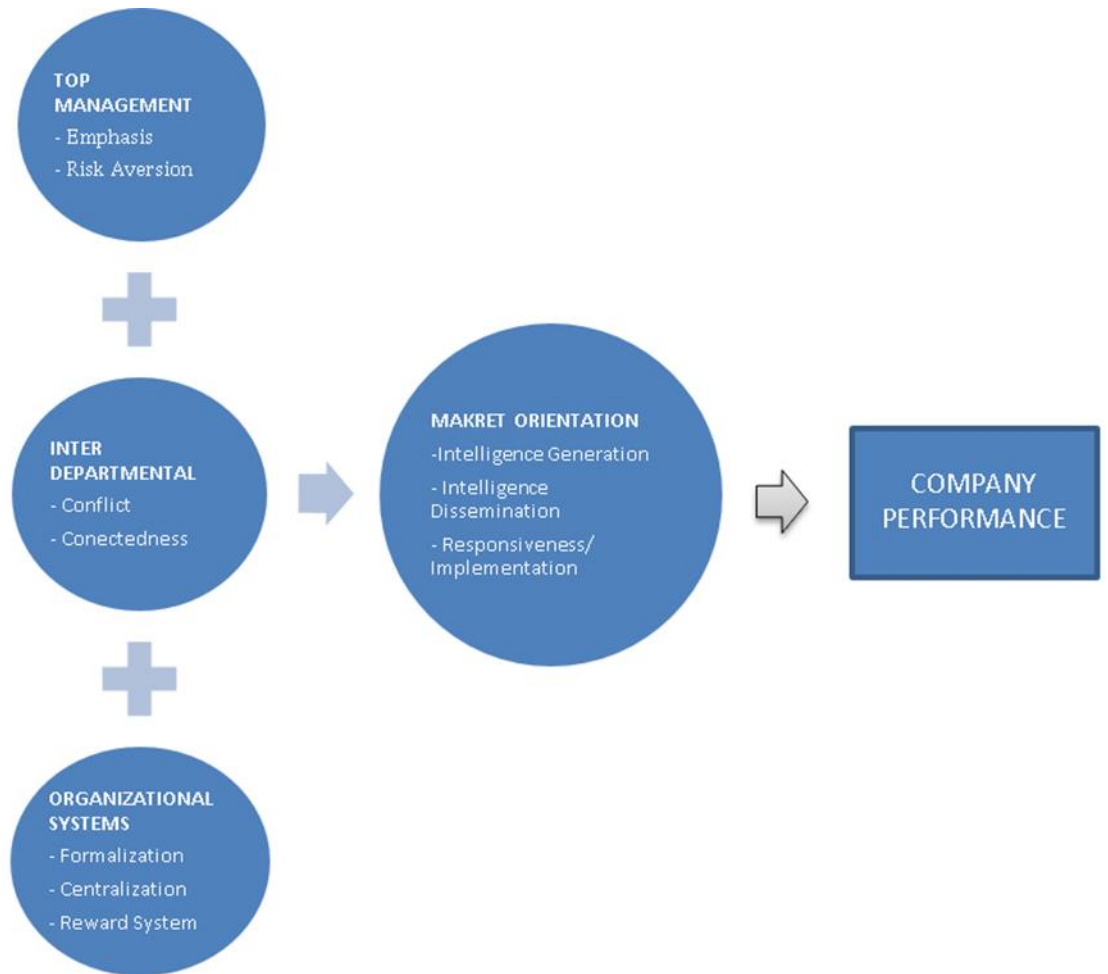 TOP
MANAGEMENT
- Emphasis
- Risk Aversion
INTER
DEPARTMENTAL
- Conflict
- Conectedness
ORGANIZATIONAL
SYSTEMS
- Formalization
- Centralization
- Reward System
MAKRET ORIENTATION
-Intelligence Generation
- Intelligence
Dissemination
- Responsiveness/
Implementation
COMPANY
PERFORMANCE